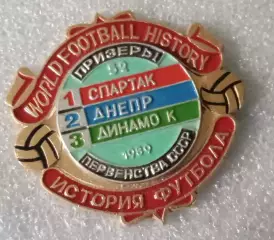 WORLD FOOTBALL HISTORY
ПРИЗЕРЫ
52
1 СПАРТАК
2 ДНЕПР
3 ДИНАМО К
1989
ПЕРВЕНСТВА СССР
ИСТОРИЯ ФУТБОЛА